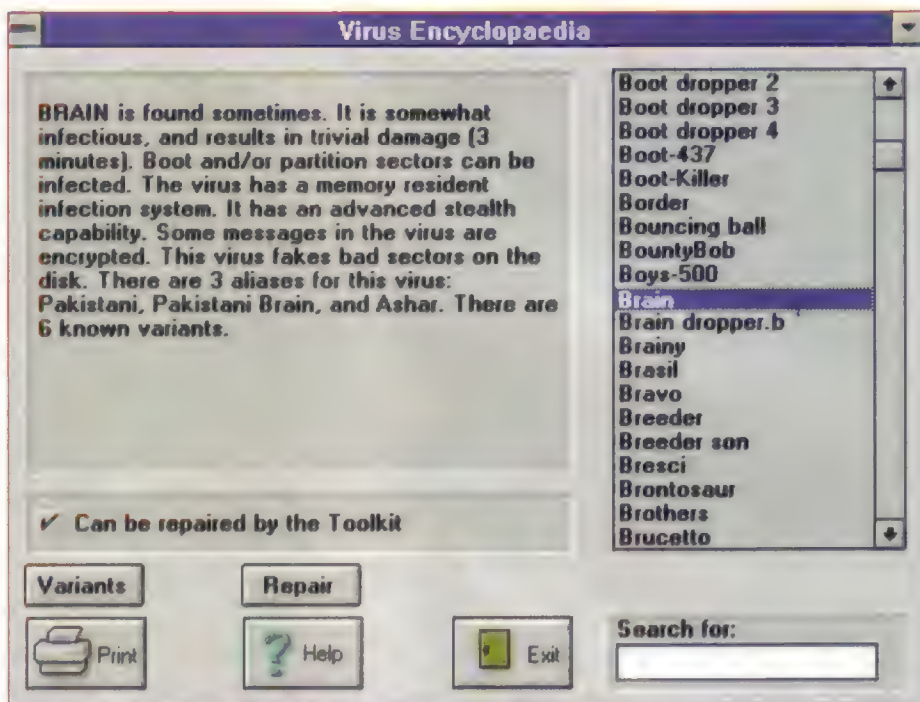 Virus Encyclopaedia
BRAIN is found sometimes. It is somewhat
infectious, and results in trivial damage (3
minutes). Boot and/or partition sectors can be
infected. The virus has a memory resident
infection system. It has an advanced stealth
capability. Some messages in the virus are
encrypted. This virus fakes bad sectors on the
disk. There are 3 aliases for this virus:
Pakistani, Pakistani Brain, and Ashar. There are
6 known variants.
Can be repaired by the Toolkit
Boot dropper 2
Boot dropper 3
Boot dropper 4
Boot-437
Boot-Killer
Border
Bouncing ball
BountyBob
Boys-500
Brain
Brain dropper.b
Brainy
Brasil
Bravo
Breeder
Breeder son
Bresci
Brontosaur
Brothers
Brucetto
Variants
Repair
Print
Help
Exit
Search for: